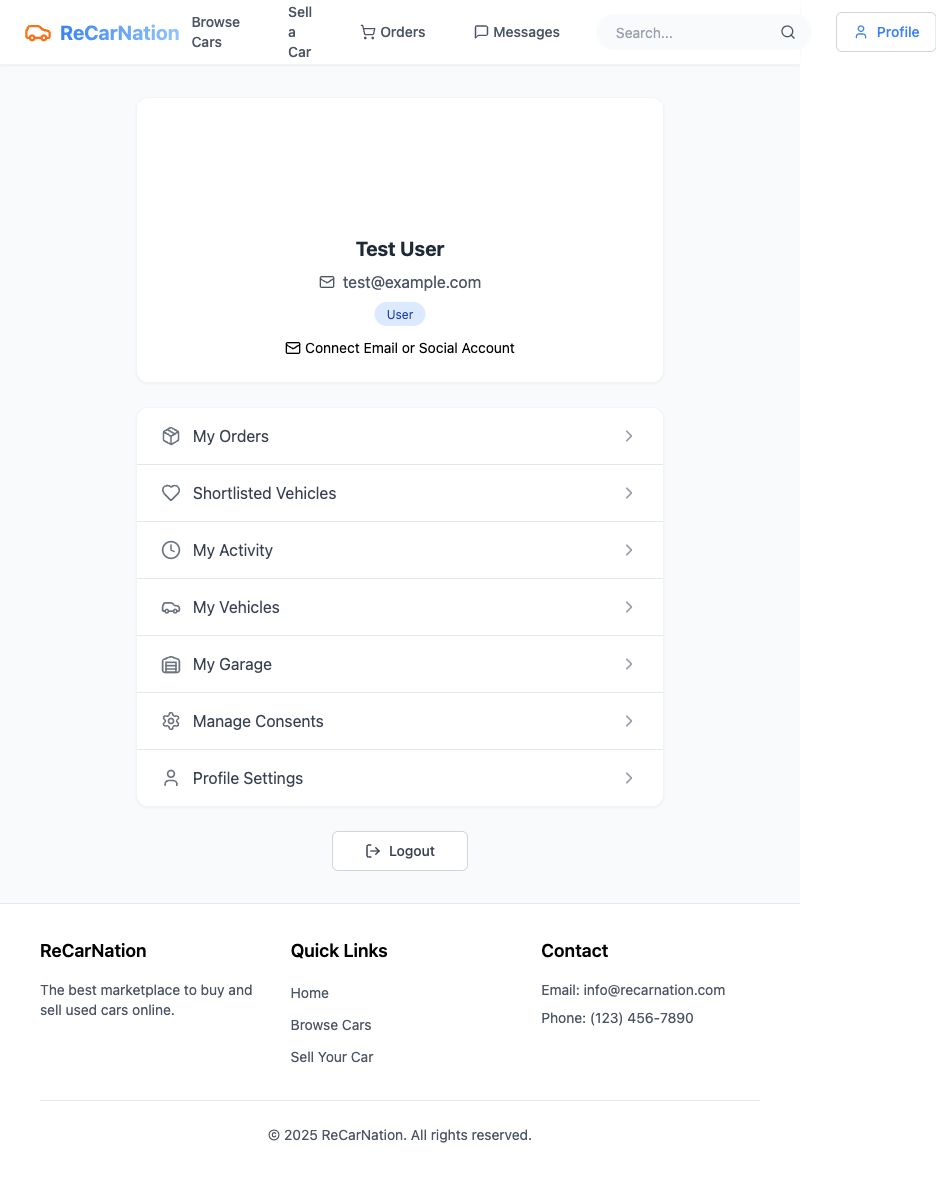 ReCarNation
Browse
Cars
Sell
a
Car
Orders
Messages
Search...
Profile
Test User
test@example.com
User
Connect Email or Social Account
My Orders
Shortlisted Vehicles
My Activity
My Vehicles
My Garage
Manage Consents
Profile Settings
Logout
ReCarNation
The best marketplace to buy and
sell used cars online.
Quick Links
Home
Browse Cars
Sell Your Car
Contact
Email: info@recarnation.com
Phone: (123) 456-7890
© 2025 ReCarNation. All rights reserved.